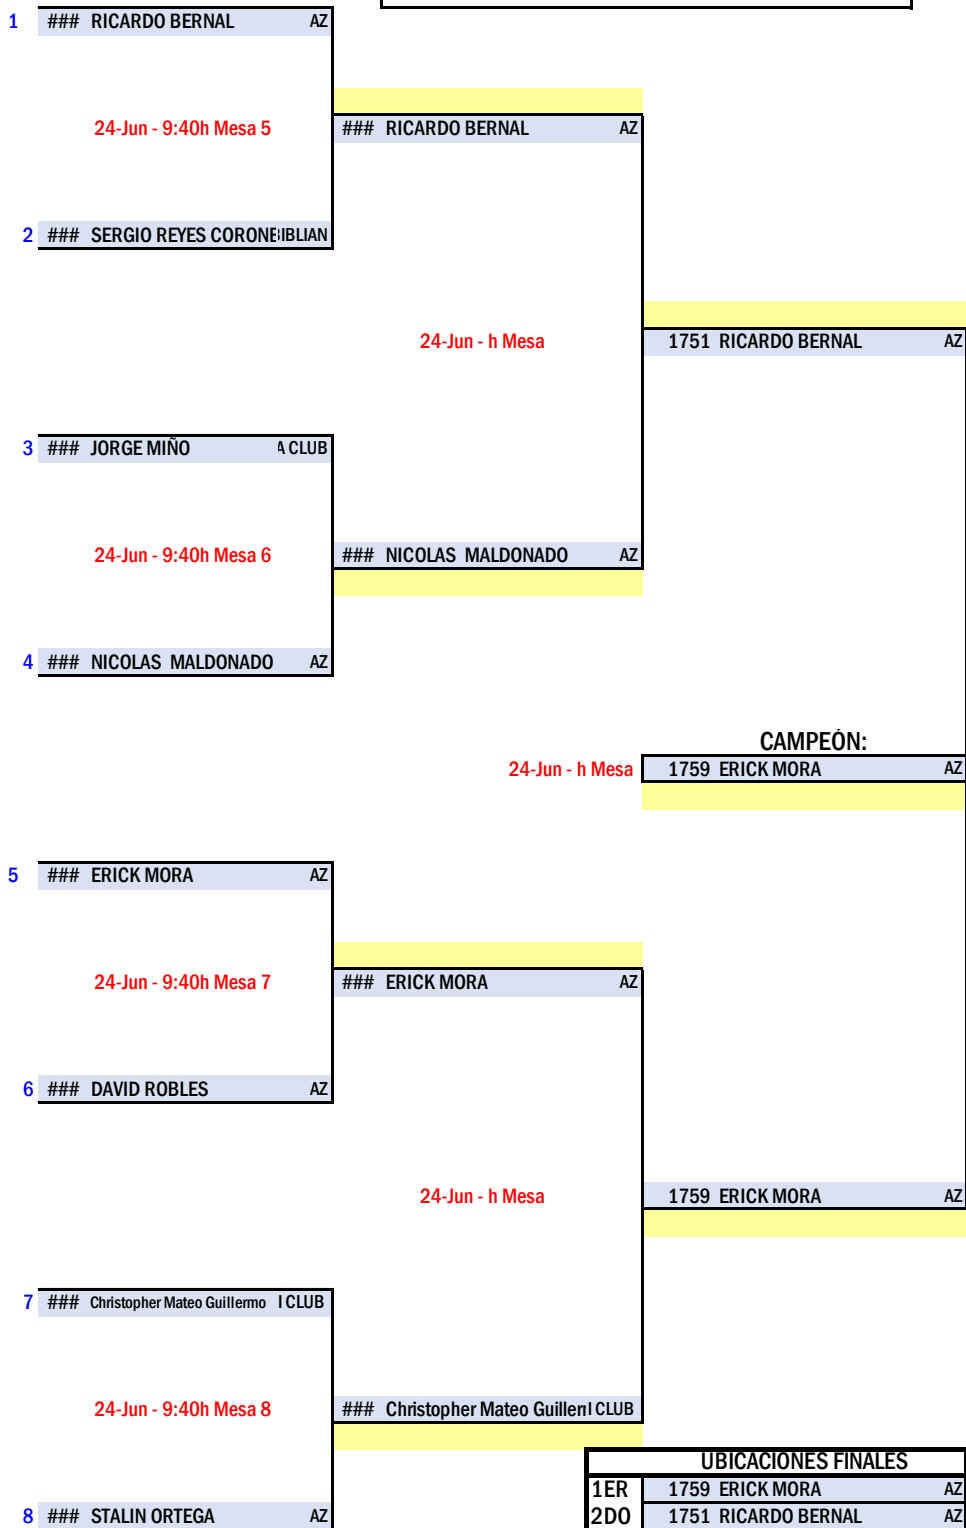 1 ### RICARDO BERNAL AZ
24-Jun - 9:40h Mesa 5
### RICARDO BERNAL AZ
2 ### SERGIO REYES CORONE IBLIAN
24-Jun - h Mesa
1751 RICARDO BERNAL AZ
3 ### JORGE MIÑO A CLUB
24-Jun - 9:40h Mesa 6
### NICOLAS MALDONADO AZ
4 ### NICOLAS MALDONADO AZ
CAMPEÓN:
24-Jun - h Mesa
1759 ERICK MORA AZ
5 ### ERICK MORA AZ
24-Jun - 9:40h Mesa 7
### ERICK MORA AZ
6 ### DAVID ROBLES AZ
24-Jun - h Mesa
1759 ERICK MORA AZ
7 ### Christopher Mateo Guillermo I CLUB
24-Jun - 9:40h Mesa 8
### Christopher Mateo Guillerm I CLUB
UBICACIONES FINALES
1ER 1759 ERICK MORA AZ
8 ### STALIN ORTEGA AZ
2DO 1751 RICARDO BERNAL AZ